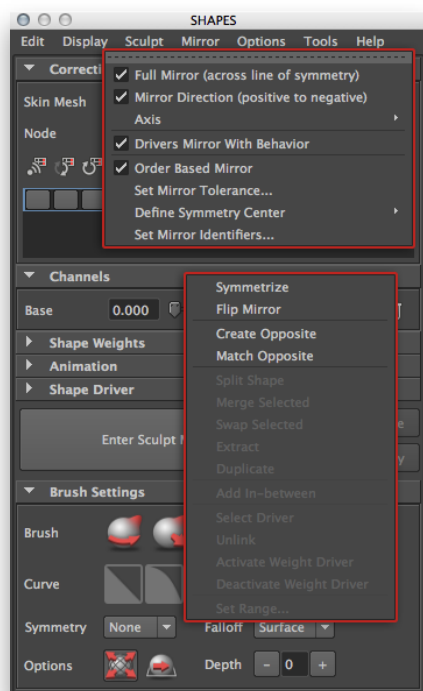 SHAPES
Edit Display Sculpt Mirror Options Tools Help
Full Mirror (across line of symmetry)
Mirror Direction (positive to negative)
Axis
Drivers Mirror With Behavior
Order Based Mirror
Set Mirror Tolerance...
Define Symmetry Center
Set Mirror Identifiers...
Skin Mesh
Node
Channels
Base 0.000
Shape Weights
Animation
Shape Driver
Enter Sculpt
Symmetrize
Flip Mirror
Create Opposite
Match Opposite
Split Shape
Merge Selected
Swap Selected
Extract
Duplicate
Add In-between
Select Driver
Unlink
Activate Weight Driver
Deactivate Weight Driver
Set Range...
Brush Settings
Brush
Curve
Symmetry None Falloff Surface
Options Depth - 0 +